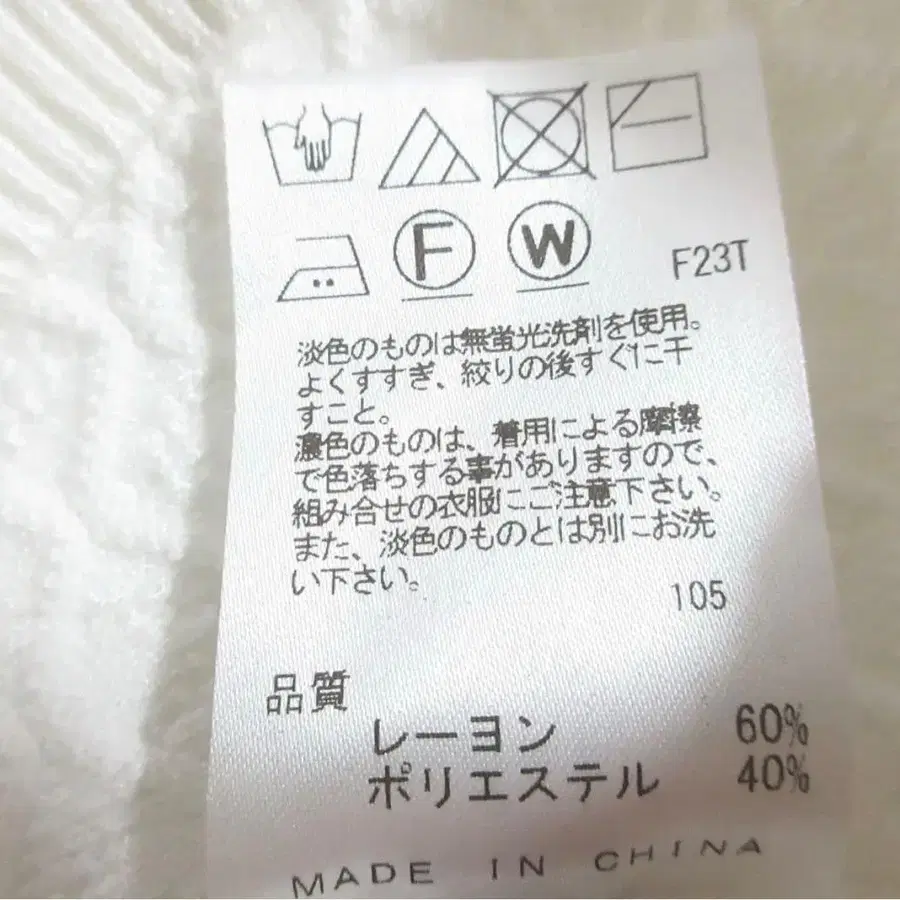 F W F23T
淡色のものは無蛍光洗剤を使用。
よくすすぎ、絞りの後すぐに干
すこと。
濃色のものは、着用による摩擦
で色落ちする事がありますので、
組み合せの衣服にご注意下さい。
また、淡色のものとは別にお洗
い下さい。
105
品質
レーヨン 60%
ポリエステル 40%
MADE IN CHINA